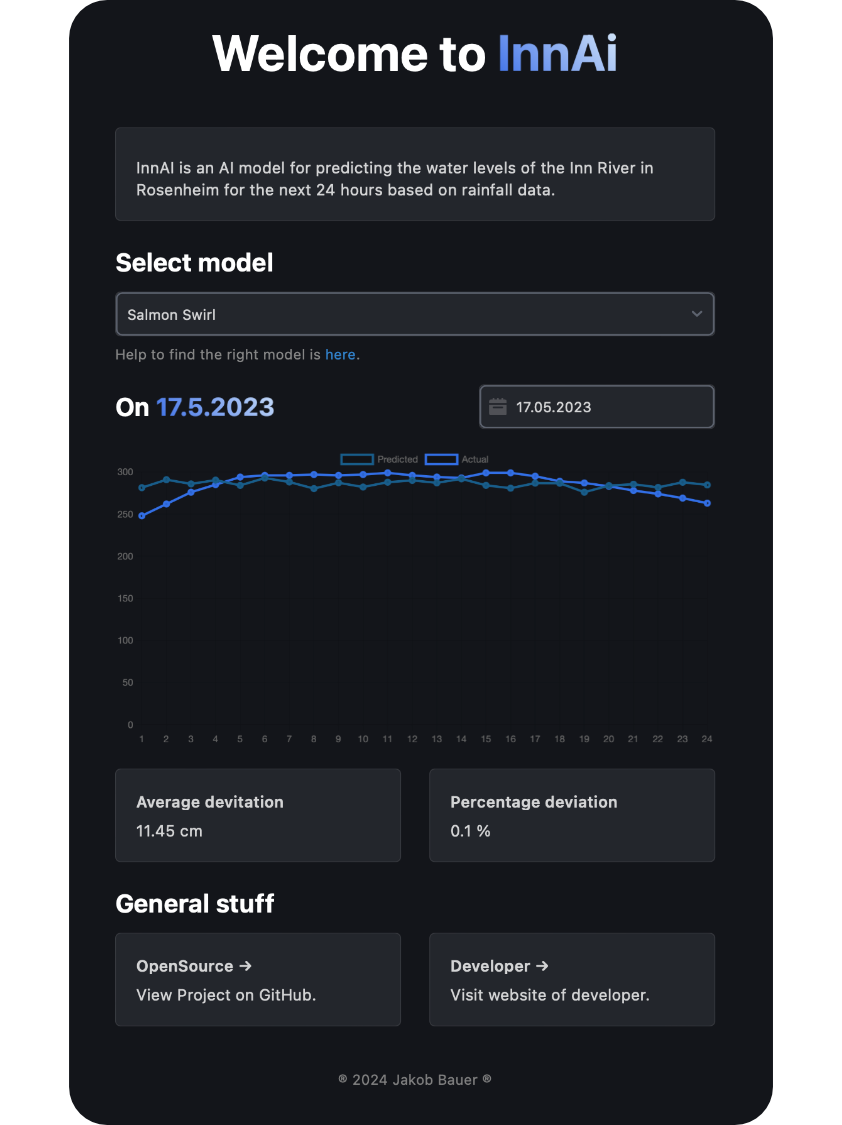 Welcome to InnAi
InnAI is an AI model for predicting the water levels of the Inn River in
Rosenheim for the next 24 hours based on rainfall data.
Select model
Salmon Swirl
Help to find the right model is here.
On 17.5.2023
17.05.2023
Predicted Actual
300
250
200
150
100
50
0
1 2 3 4 5 6 7 8 9 10 11 12 13 14 15 16 17 18 19 20 21 22 23 24
Average devitation
11.45 cm
Percentage deviation
0.1 %
General stuff
OpenSource →
View Project on GitHub.
Developer →
Visit website of developer.
® 2024 Jakob Bauer ®